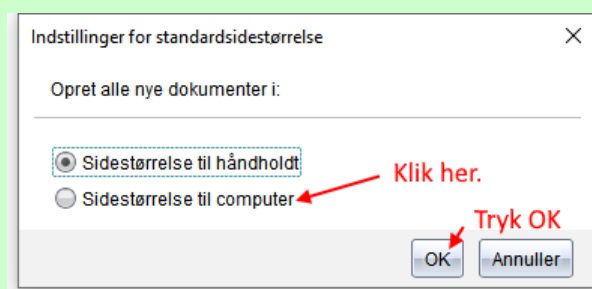 Indstillinger for standardsidestørrelse
Opret alle nye dokumenter i:
Sidestørrelse til håndholdt
Sidestørrelse til computer
Klik her.
Tryk OK
OK
Annuller